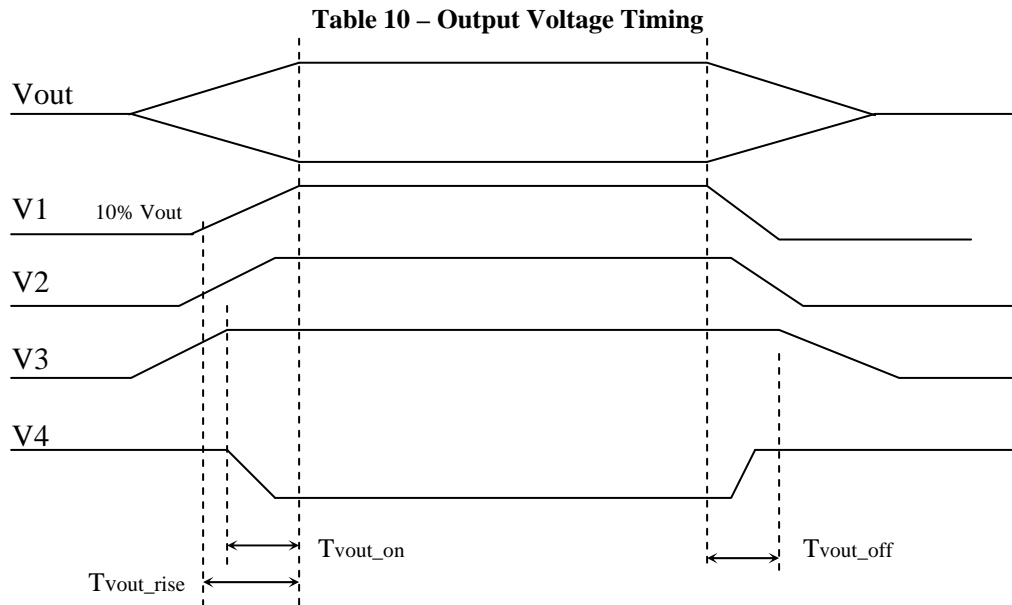 Table 10 – Output Voltage Timing
Vout
V1
10% Vout
V2
V3
V4
Tvout_on
Tvout_off
Tvout_rise